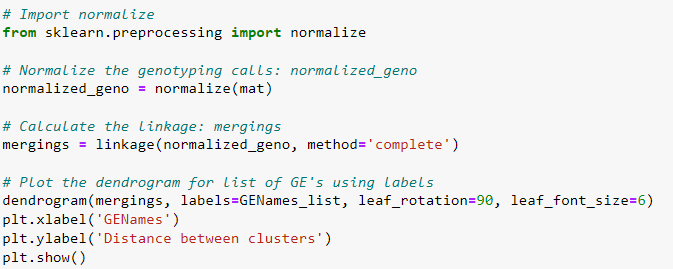 # Import normalize
from sklearn.preprocessing import normalize
# Normalize the genotyping calls: normalized_geno
normalized_geno = normalize(mat)
# Calculate the linkage: mergings
mergings = linkage(normalized_geno, method='complete')
# Plot the dendrogram for list of GE's using labels
dendrogram(mergings, labels=GENames_list, leaf_rotation=90, leaf_font_size=6)
plt.xlabel('GENames')
plt.ylabel('Distance between clusters')
plt.show()